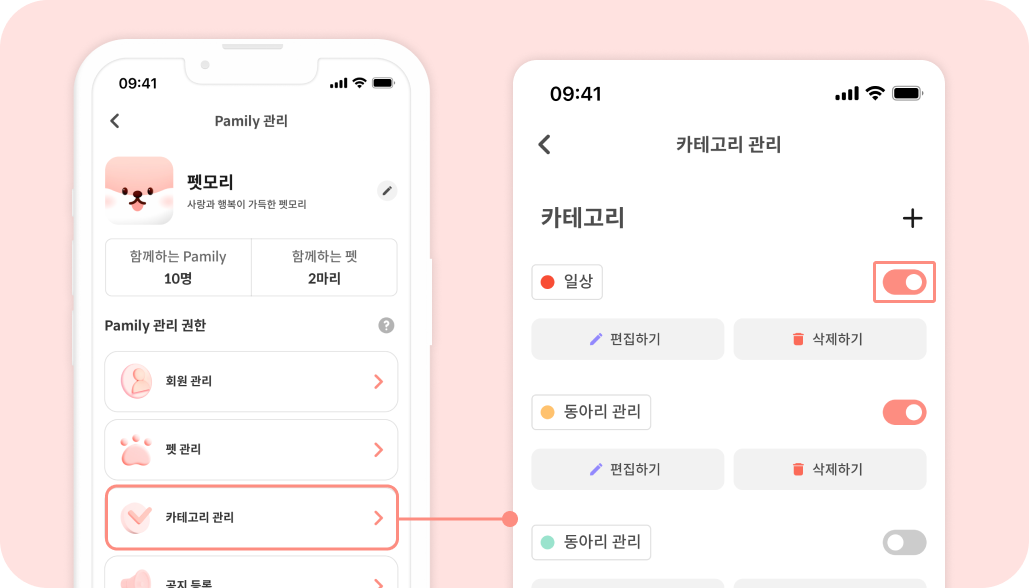 09:41
Pamily 관리
펫모리
사랑과 행복이 가득한 펫모리
함께하는 Pamily
10명
함께하는 펫
2마리
Pamily 관리 권한
?
회원 관리
펫 관리
카테고리 관리
공지 등록
09:41
카테고리 관리
카테고리
일상
편집하기
삭제하기
동아리 관리
편집하기
삭제하기
동아리 관리